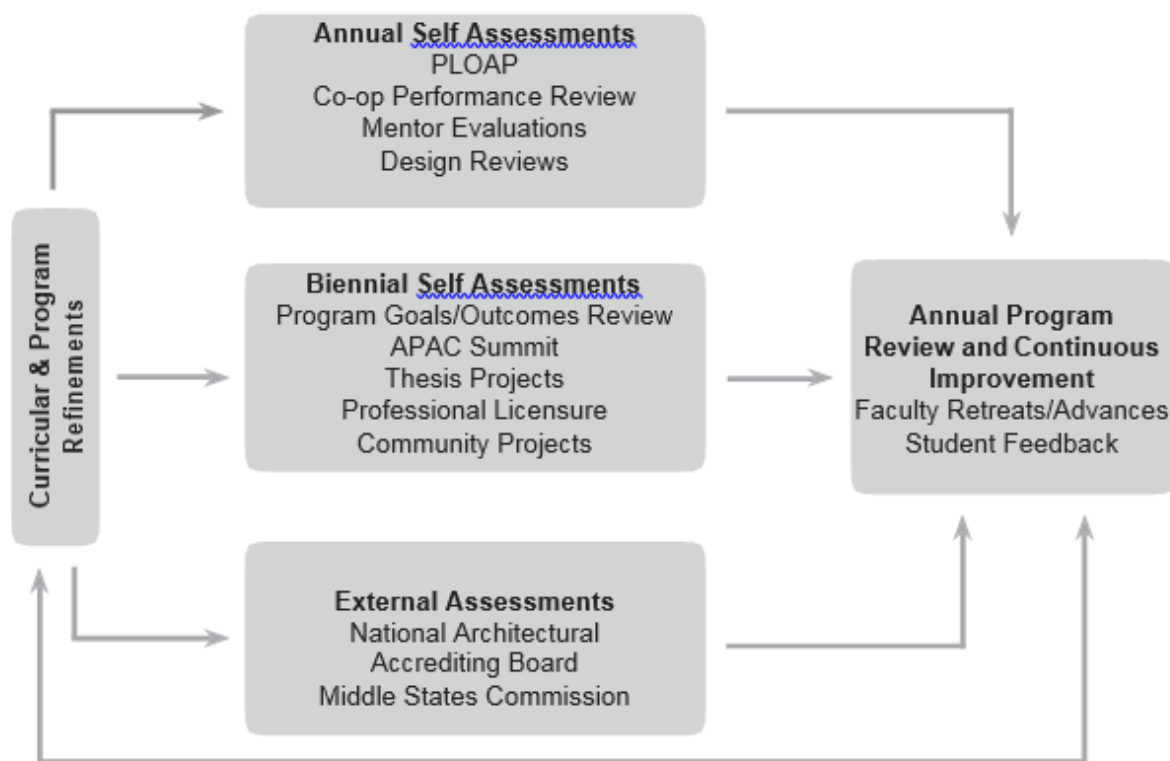 Annual Self Assessments
PLOAP
Co-op Performance Review
Mentor Evaluations
Design Reviews
Curricular & Program
Refinements
Biennial Self Assessments
Program Goals/Outcomes Review
APAC Summit
Thesis Projects
Professional Licensure
Community Projects
Annual Program
Review and Continuous
Improvement
Faculty Retreats/Advances
Student Feedback
External Assessments
National Architectural
Accrediting Board
Middle States Commission